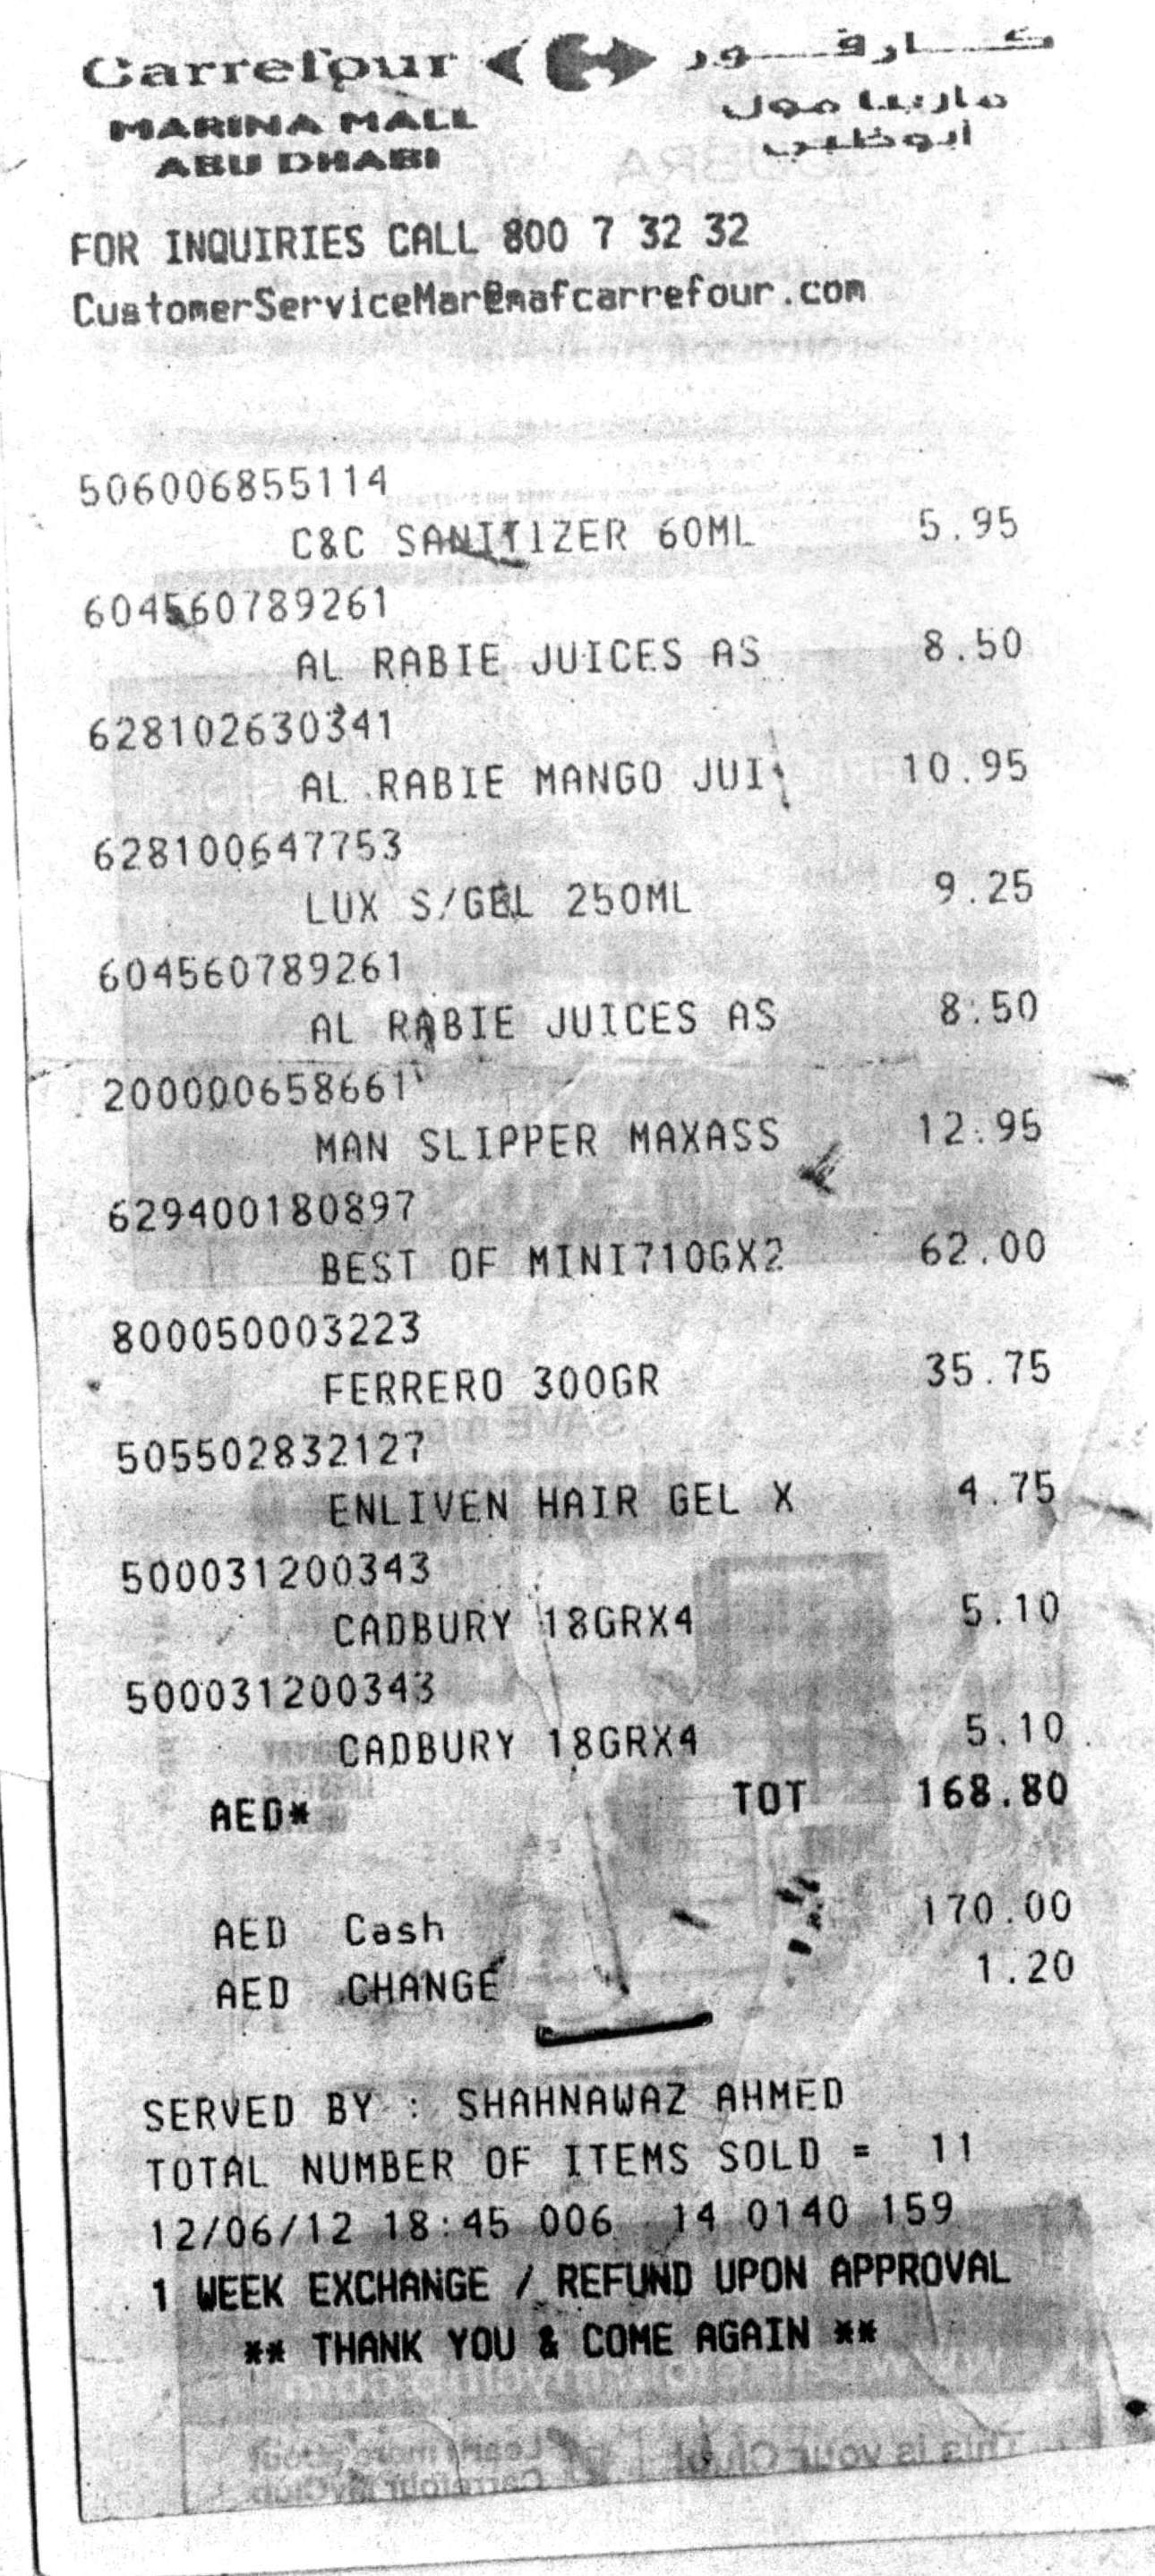 Carrefour كارفور
MARINA MALL مارينا مول
ABU DHABI أبوظبي
FOR INQUIRIES CALL 800 7 32 32
CustomerServiceMar@mafcarrefour.com
506006855114
C&C SANITIZER 60ML 5.95
604560789261
AL RABIE JUICES AS 8.50
628102630341
AL RABIE MANGO JUI 10.95
628100647753
LUX S/GEL 250ML 9.25
604560789261
AL RABIE JUICES AS 8.50
200000658661
MAN SLIPPER MAXASS 12.95
629400180897
BEST OF MINI710GX2 62.00
800050003223
FERRERO 300GR 35.75
505502832127
ENLIVEN HAIR GEL X 4.75
500031200343
CADBURY 18GRX4 5.10
500031200343
CADBURY 18GRX4 5.10
AED* TOT 168.80
AED Cash 170.00
AED CHANGE 1.20
SERVED BY : SHAHNAWAZ AHMED
TOTAL NUMBER OF ITEMS SOLD = 11
12/06/12 18:45 006 14 0140 159
1 WEEK EXCHANGE / REFUND UPON APPROVAL
** THANK YOU & COME AGAIN **